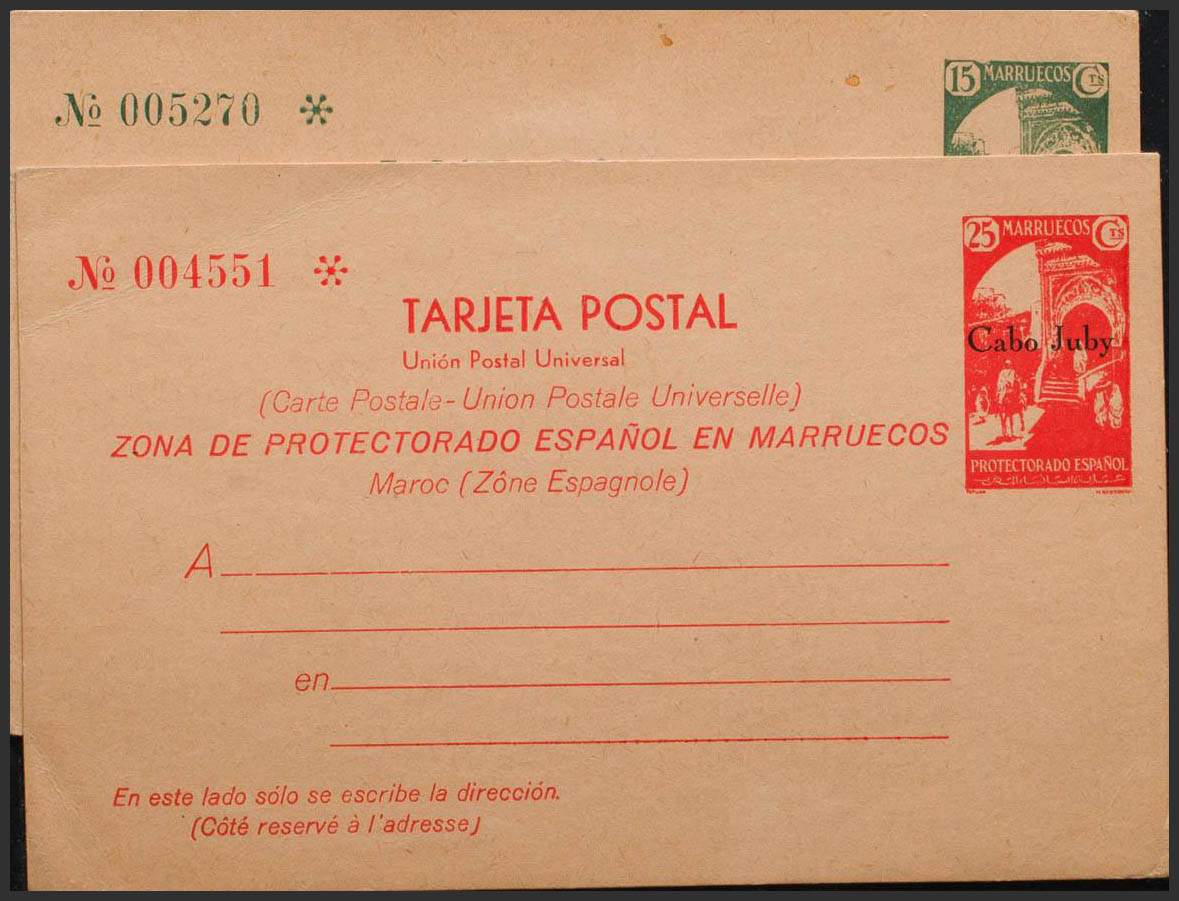 Nº 005270 *
15 MARRUECOS Cts
Nº 004551 *
25 MARRUECOS Cts
TARJETA POSTAL
Unión Postal Universal
Cabo Juby
(Carte Postale - Union Postale Universelle)
ZONA DE PROTECTORADO ESPAÑOL EN MARRUECOS
PROTECTORADO ESPAÑOL
Maroc (Zône Espagnole)
A
en
En este lado sólo se escribe la dirección.
(Côté reservé à l'adresse)